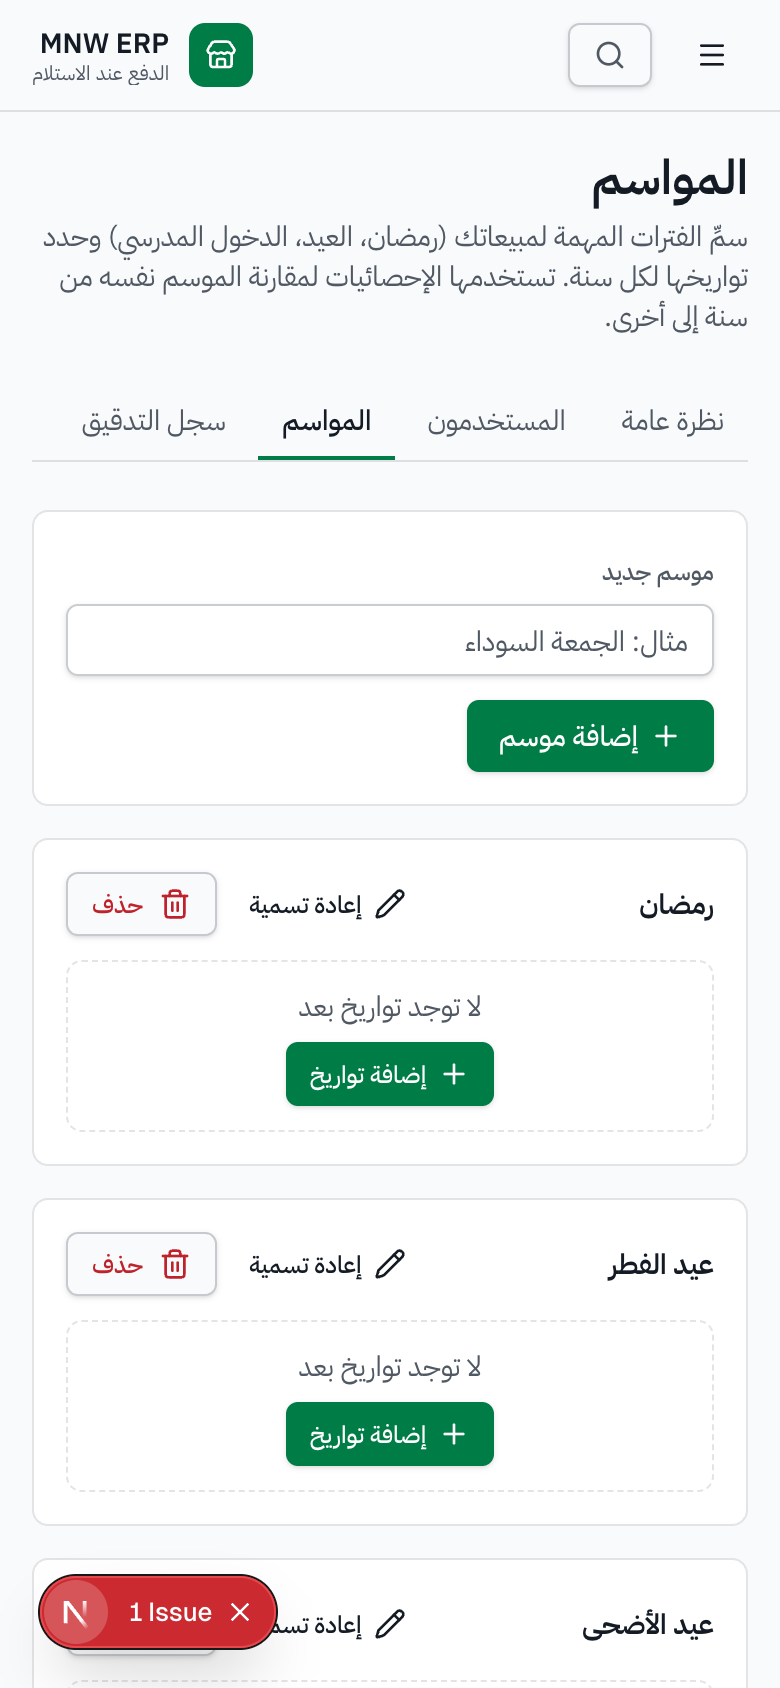 MNW ERP
الدفع عند الاستلام
المواسم
سمِّ الفترات المهمة لمبيعاتك (رمضان، العيد، الدخول المدرسي) وحدد
تواريخها لكل سنة. تستخدمها الإحصائيات لمقارنة الموسم نفسه من
سنة إلى أخرى.
نظرة عامة
المستخدمون
المواسم
سجل التدقيق
موسم جديد
مثال: الجمعة السوداء
إضافة موسم
رمضان
إعادة تسمية
حذف
لا توجد تواريخ بعد
إضافة تواريخ
عيد الفطر
إعادة تسمية
حذف
لا توجد تواريخ بعد
إضافة تواريخ
عيد الأضحى
إعادة
N
1 Issue